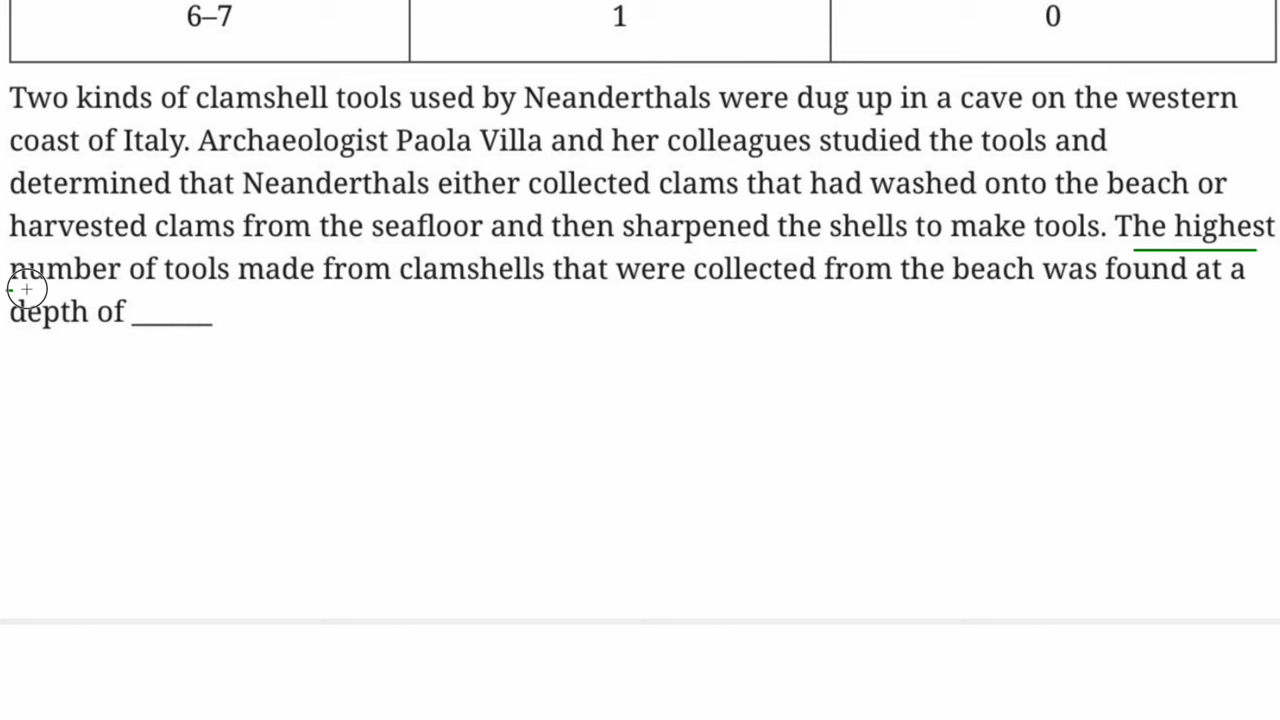 6–7 1 0
Two kinds of clamshell tools used by Neanderthals were dug up in a cave on the western
coast of Italy. Archaeologist Paola Villa and her colleagues studied the tools and
determined that Neanderthals either collected clams that had washed onto the beach or
harvested clams from the seafloor and then sharpened the shells to make tools. The highest
number of tools made from clamshells that were collected from the beach was found at a
depth of ______